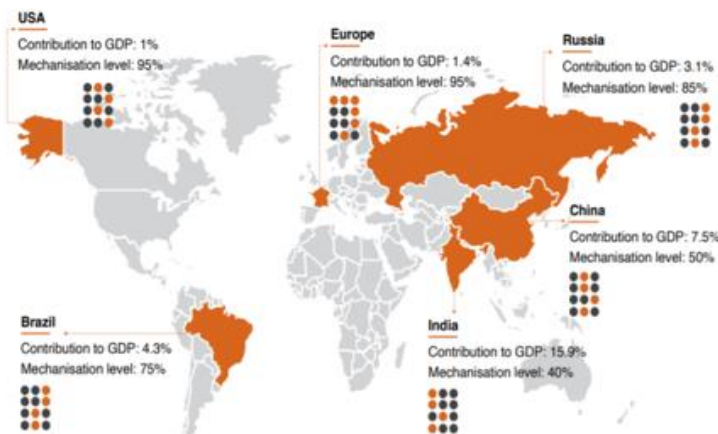 USA
Contribution to GDP: 1%
Mechanisation level: 95%
Europe
Contribution to GDP: 1.4%
Mechanisation level: 95%
Russia
Contribution to GDP: 3.1%
Mechanisation level: 85%
China
Contribution to GDP: 7.5%
Mechanisation level: 50%
Brazil
Contribution to GDP: 4.3%
Mechanisation level: 75%
India
Contribution to GDP: 15.9%
Mechanisation level: 40%